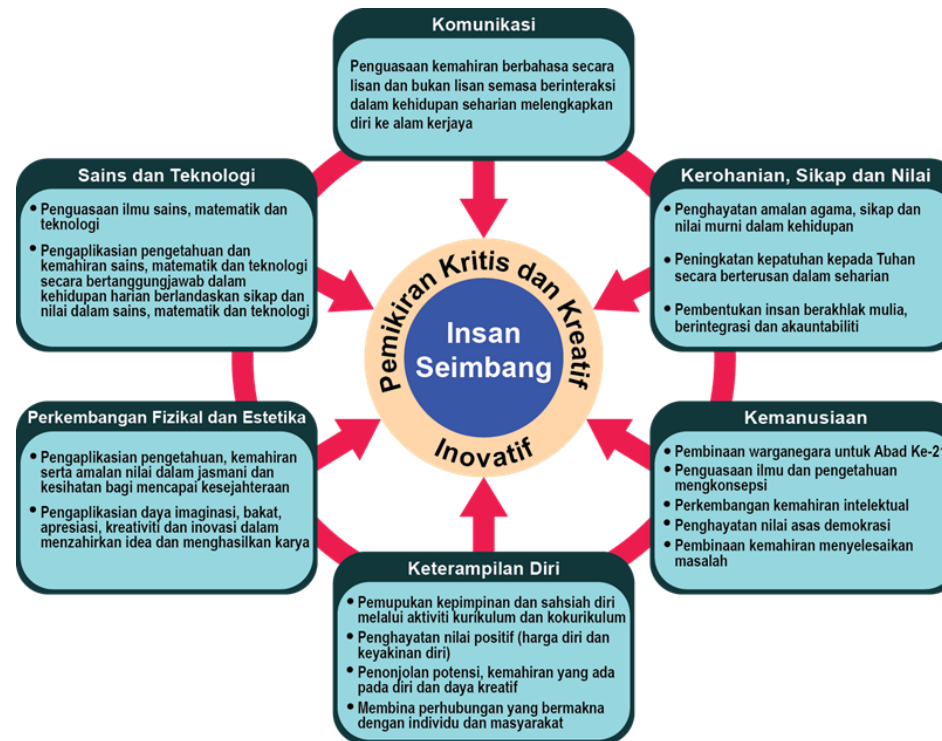 Komunikasi
Penguasaan kemahiran berbahasa secara
lisan dan bukan lisan semasa berinteraksi
dalam kehidupan seharian melengkapkan
diri ke alam kerjaya
Sains dan Teknologi
• Penguasaan ilmu sains, matematik dan
teknologi
• Pengaplikasian pengetahuan dan
kemahiran sains, matematik dan teknologi
secara bertanggungjawab dalam
kehidupan harian berlandaskan sikap dan
nilai dalam sains, matematik dan teknologi
Kerohanian, Sikap dan Nilai
• Penghayatan amalan agama, sikap dan
nilai murni dalam kehidupan
• Peningkatan kepatuhan kepada Tuhan
secara berterusan dalam seharian
• Pembentukan insan berakhlak mulia,
berintegrasi dan akauntabiliti
Pemikiran Kritis dan Kreatif
Insan
Seimbang
Inovatif
Perkembangan Fizikal dan Estetika
• Pengaplikasian pengetahuan, kemahiran
serta amalan nilai dalam jasmani dan
kesihatan bagi mencapai kesejahteraan
• Pengaplikasian daya imaginasi, bakat,
apresiasi, kreativiti dan inovasi dalam
menzahirkan idea dan menghasilkan karya
Kemanusiaan
• Pembinaan warganegara untuk Abad Ke-21
• Penguasaan ilmu dan pengetahuan
mengkonsepsi
• Perkembangan kemahiran intelektual
• Penghayatan nilai asas demokrasi
• Pembinaan kemahiran menyelesaikan
masalah
Keterampilan Diri
• Pemupukan kepimpinan dan sahsiah diri
melalui aktiviti kurikulum dan kokurikulum
• Penghayatan nilai positif (harga diri dan
keyakinan diri)
• Penonjolan potensi, kemahiran yang ada
pada diri dan daya kreatif
• Membina perhubungan yang bermakna
dengan individu dan masyarakat